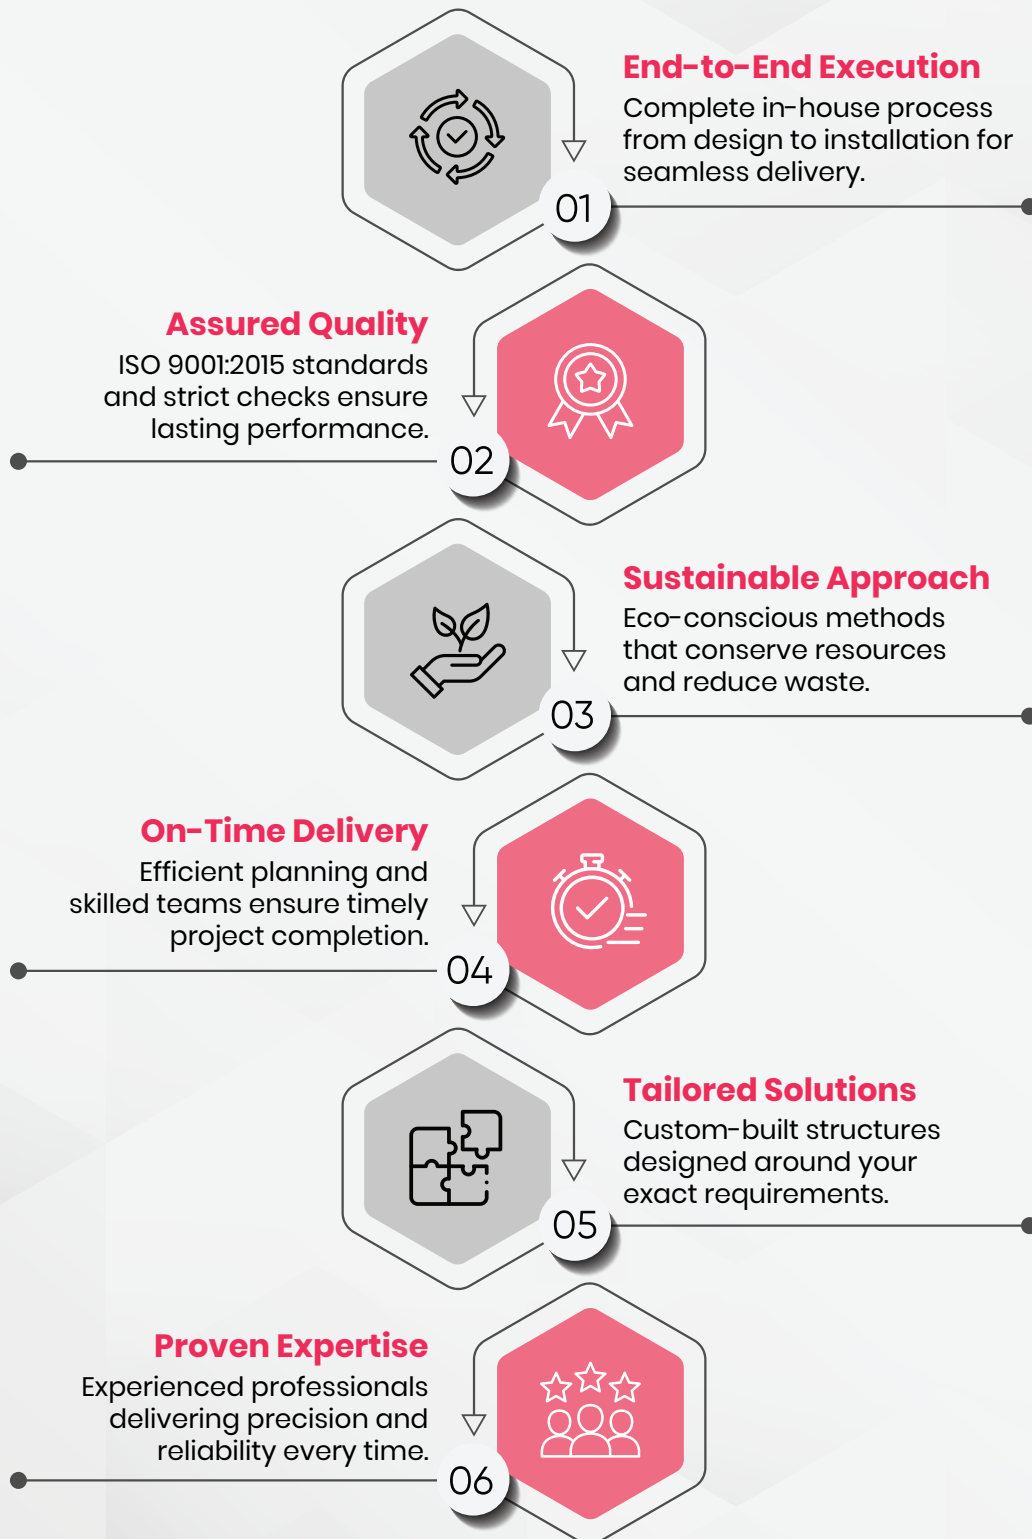 End-to-End Execution
Complete in-house process
from design to installation for
seamless delivery.
01
Assured Quality
ISO 9001:2015 standards
and strict checks ensure
lasting performance.
02
Sustainable Approach
Eco-conscious methods
that conserve resources
and reduce waste.
03
On-Time Delivery
Efficient planning and
skilled teams ensure timely
project completion.
04
Tailored Solutions
Custom-built structures
designed around your
exact requirements.
05
Proven Expertise
Experienced professionals
delivering precision and
reliability every time.
06